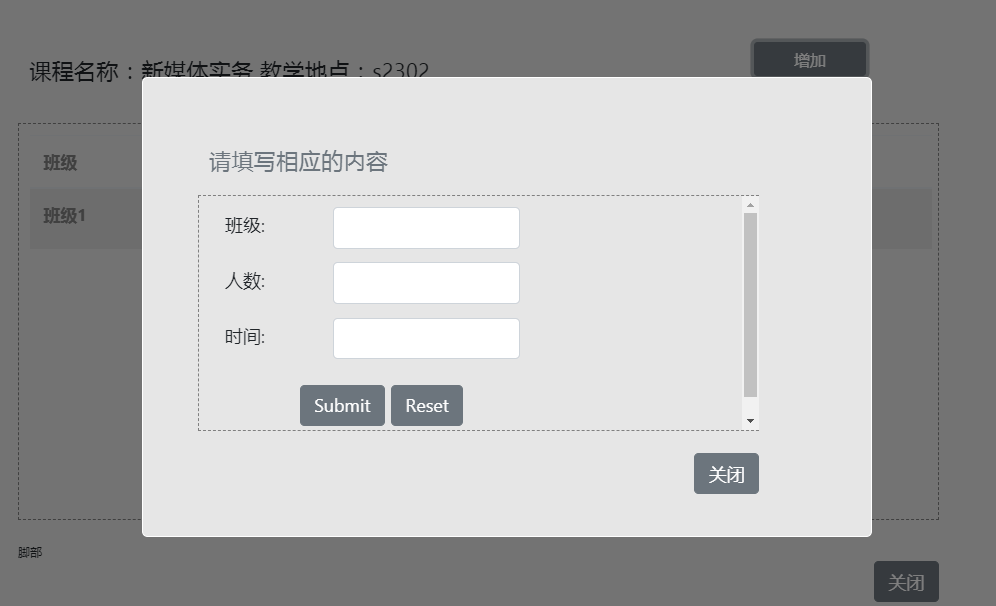 增加
课程名称：新媒体实务 教学地点：s2302
班级
班级1
请填写相应的内容
班级:
人数:
时间:
Submit Reset
关闭
脚部
关闭